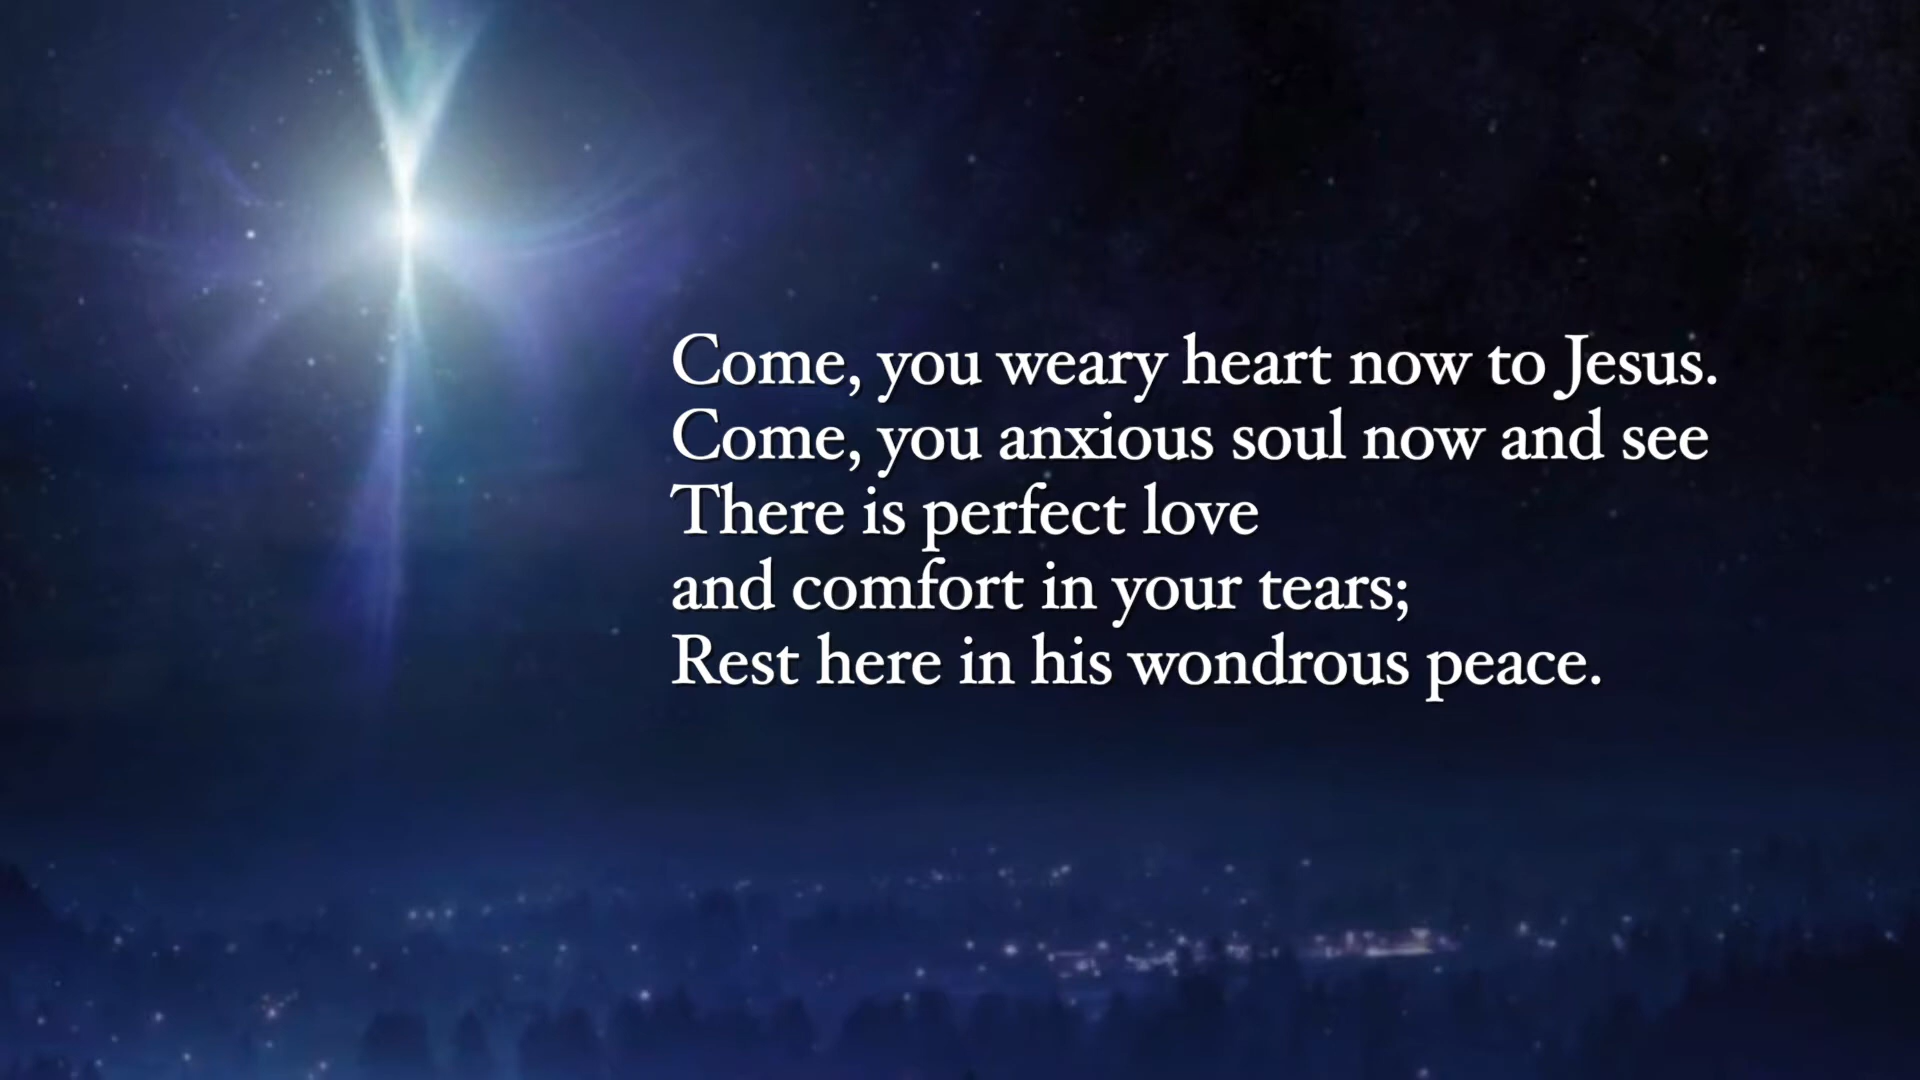 Come, you weary heart now to Jesus.
Come, you anxious soul now and see
There is perfect love
and comfort in your tears;
Rest here in his wondrous peace.